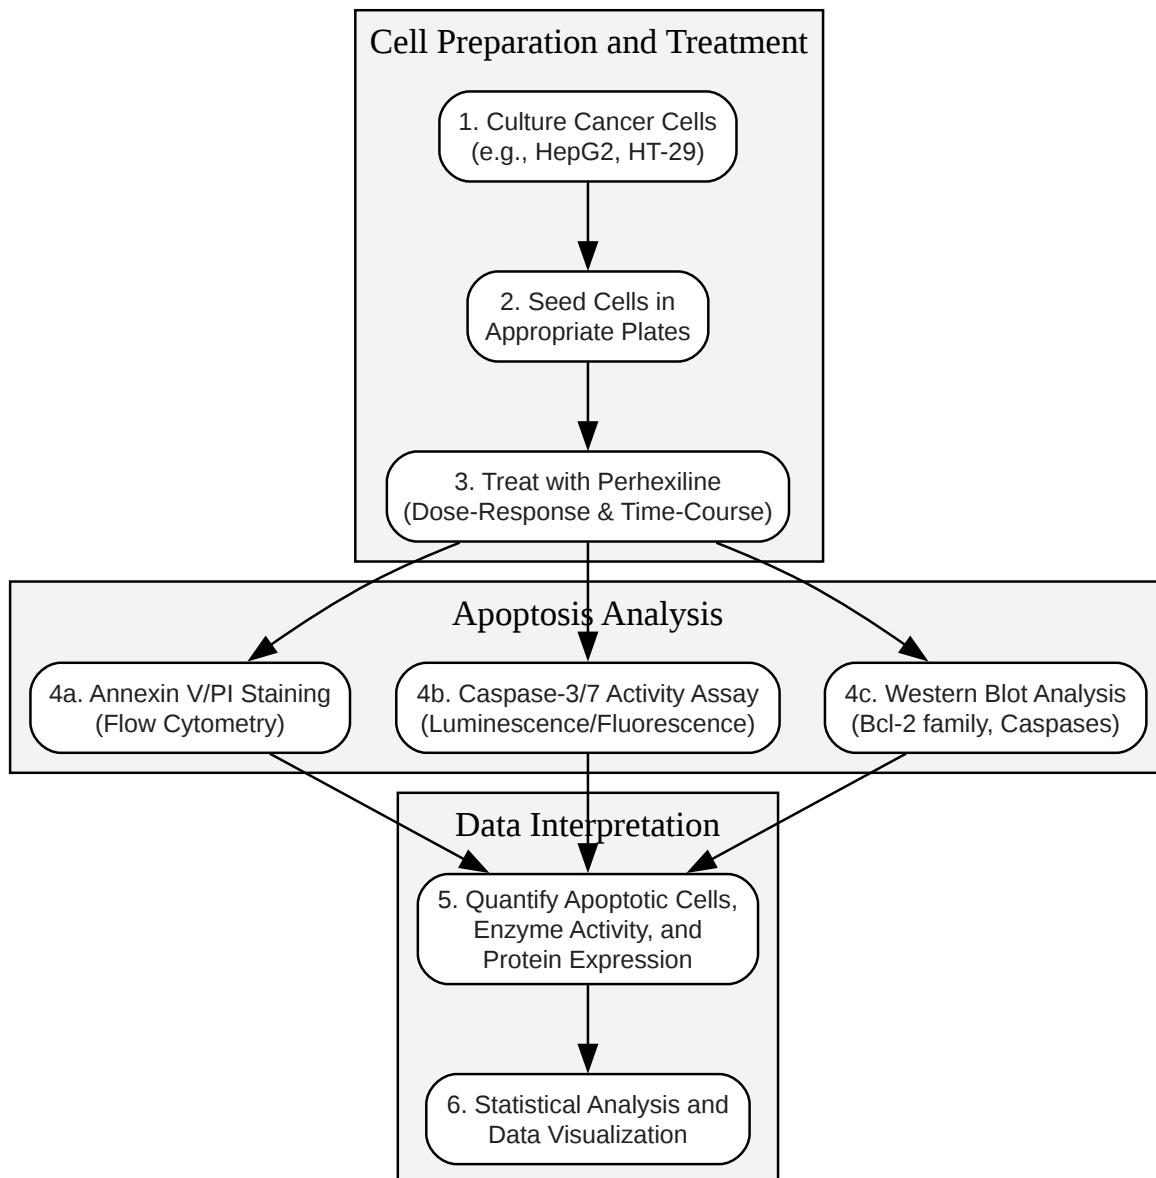 Cell Preparation and Treatment
1. Culture Cancer Cells
(e.g., HepG2, HT-29)
2. Seed Cells in
Appropriate Plates
3. Treat with Perhexiline
(Dose-Response & Time-Course)
Apoptosis Analysis
4a. Annexin V/PI Staining
(Flow Cytometry)
4b. Caspase-3/7 Activity Assay
(Luminescence/Fluorescence)
4c. Western Blot Analysis
(Bcl-2 family, Caspases)
Data Interpretation
5. Quantify Apoptotic Cells,
Enzyme Activity, and
Protein Expression
6. Statistical Analysis and
Data Visualization